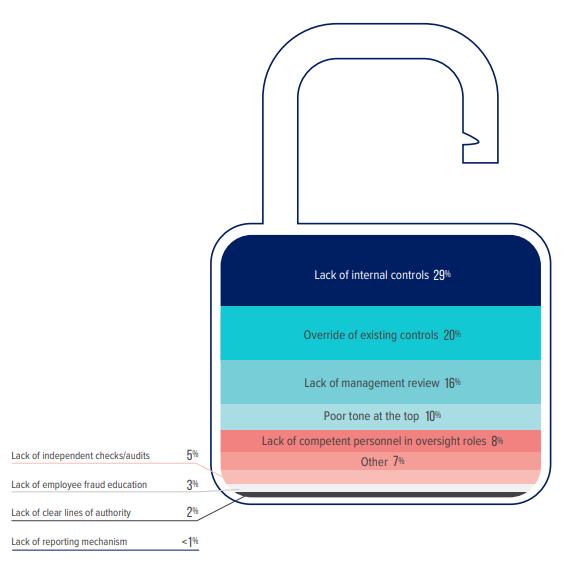 Lack of internal controls 29%
Override of existing controls 20%
Lack of management review 16%
Poor tone at the top 10%
Lack of competent personnel in oversight roles 8%
Other 7%
Lack of independent checks/audits 5%
Lack of employee fraud education 3%
Lack of clear lines of authority 2%
Lack of reporting mechanism <1%